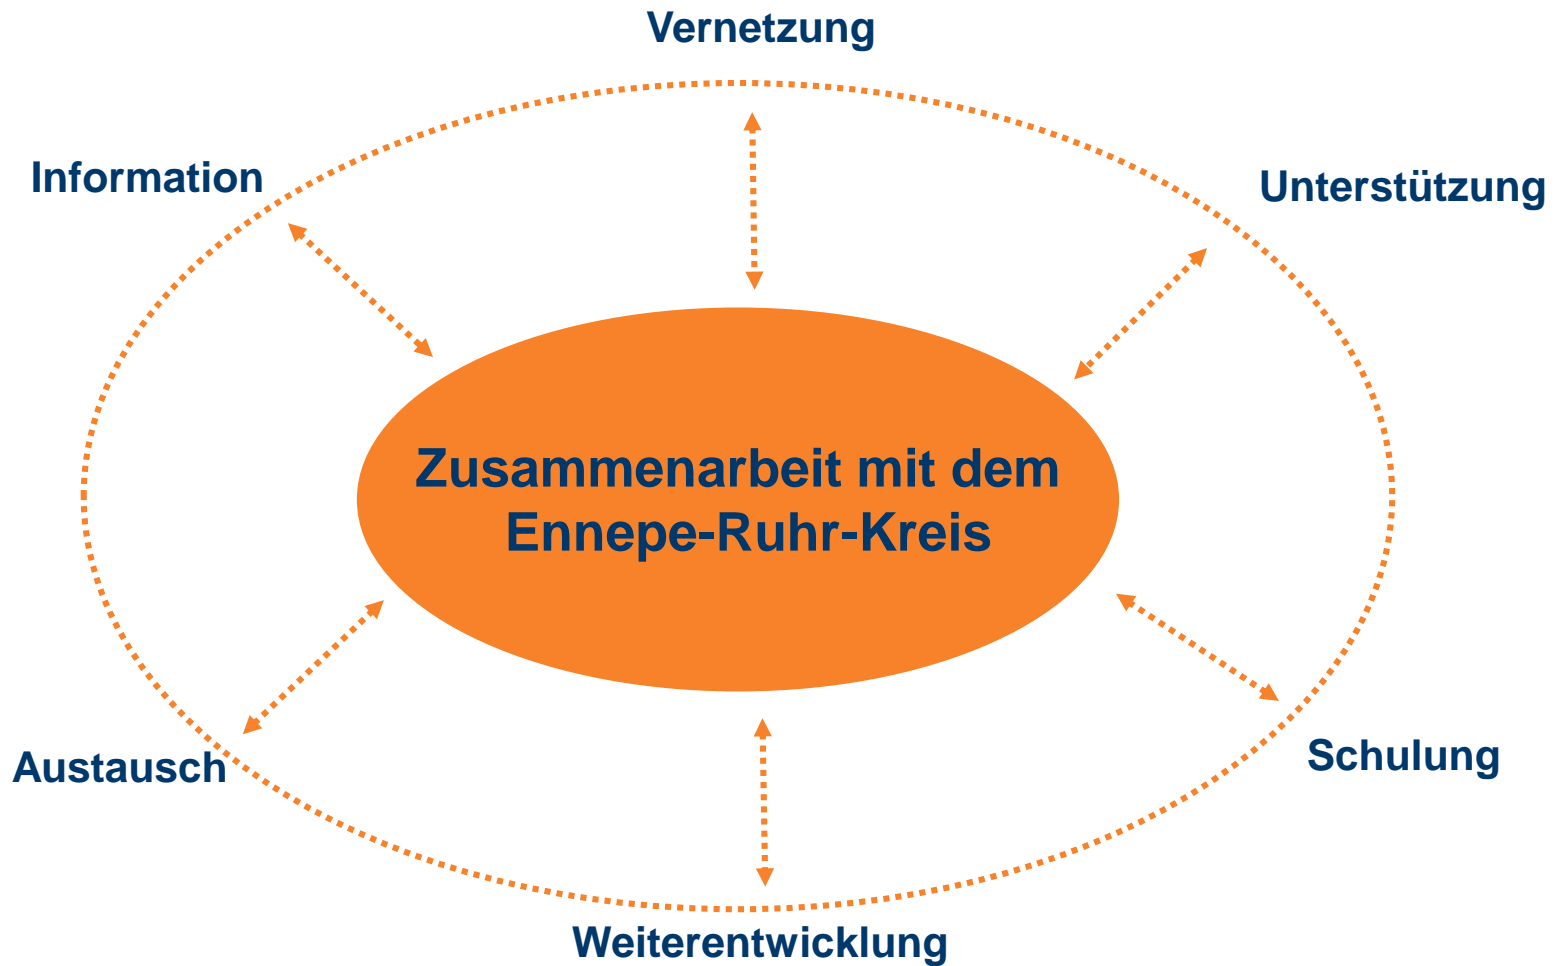 Vernetzung
Information
Unterstützung
Zusammenarbeit mit dem
Ennepe-Ruhr-Kreis
Austausch
Schulung
Weiterentwicklung